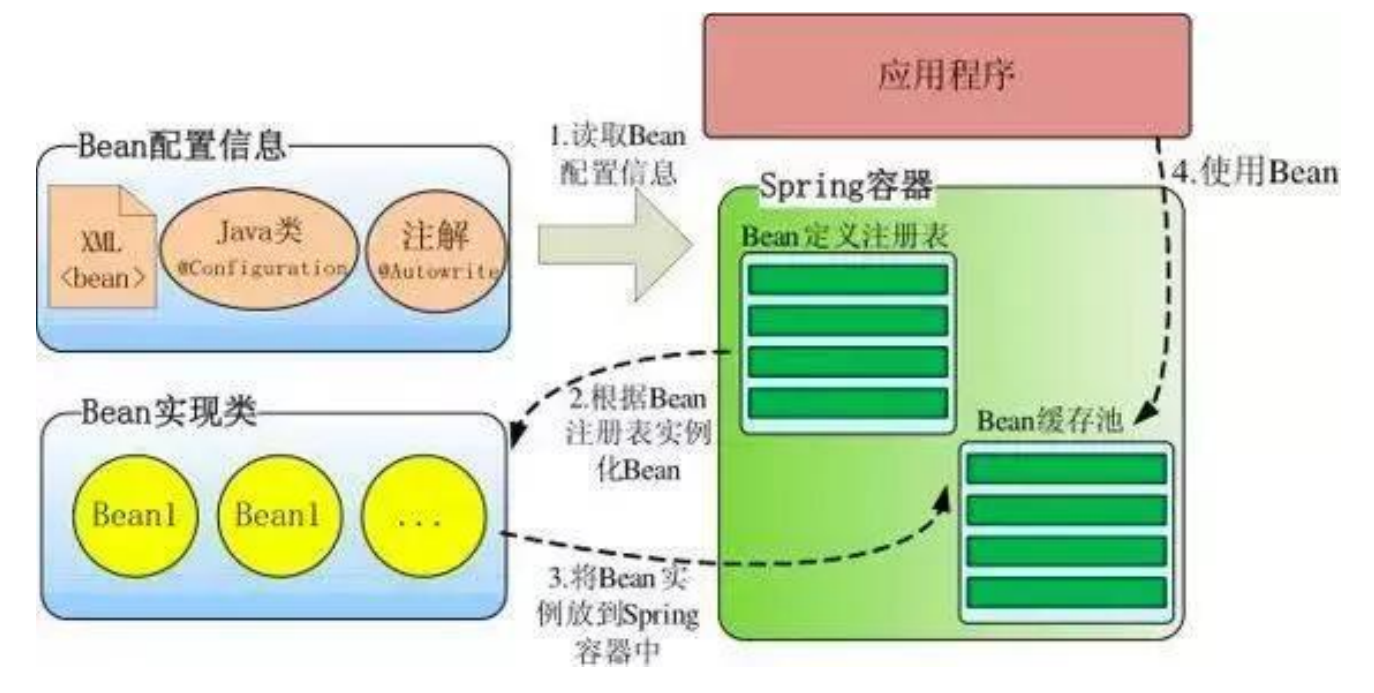 应用程序
Bean配置信息
XML
<bean>
Java类
@Configuration
注解
@Autowrite
1.读取Bean
配置信息
Spring容器
4.使用Bean
Bean定义注册表
Bean实现类
Bean1
Bean1
...
2.根据Bean
注册表实例
化Bean
Bean缓存池
3.将Bean实
例放到Spring
容器中